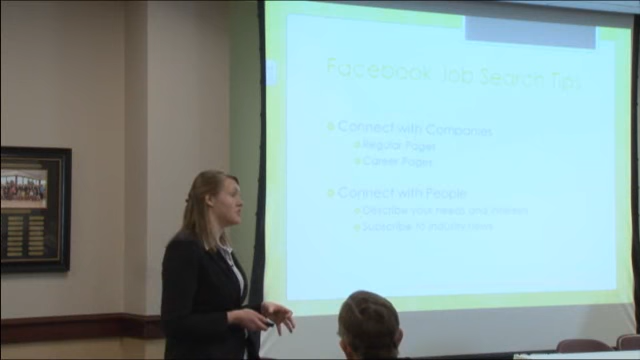 Facebook Job Search Tips
Connect with Companies
Regular Pages
Career Pages
Connect with People
Describe your needs and interests
Subscribe to industry news